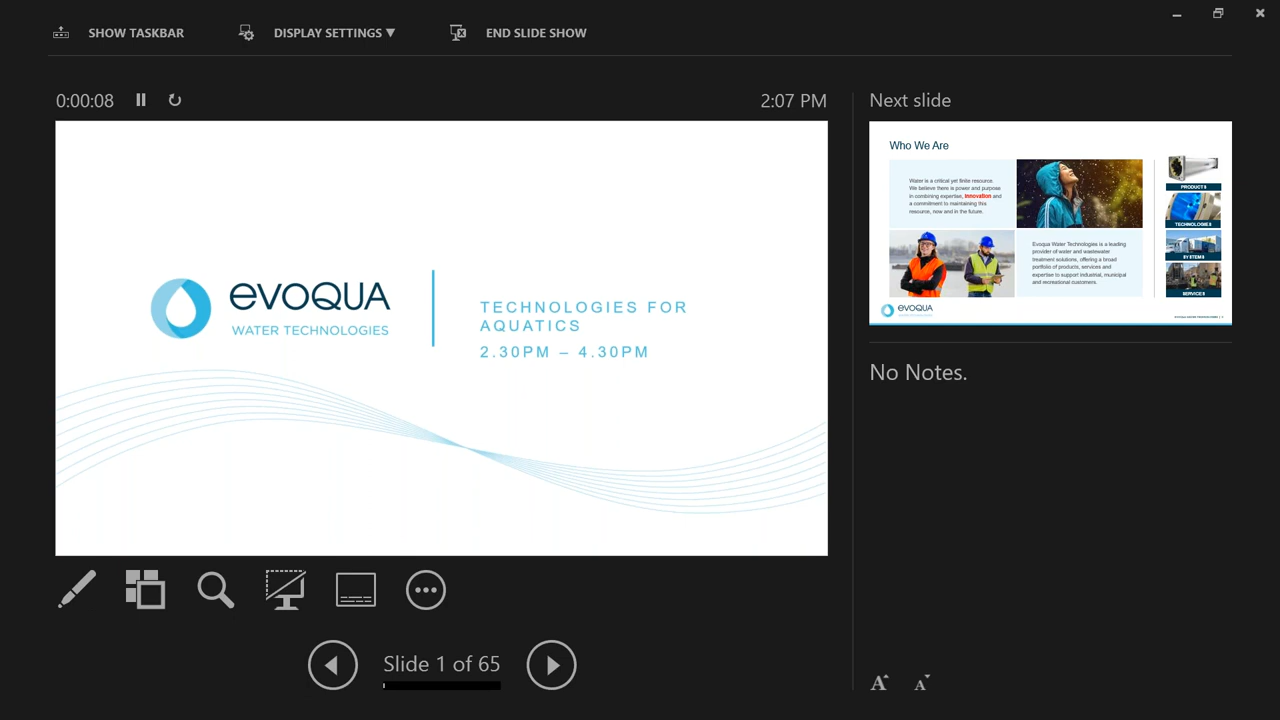 SHOW TASKBAR
DISPLAY SETTINGS ▼
END SLIDE SHOW
0:00:08
2:07 PM
Next slide
evoQUA
WATER TECHNOLOGIES
TECHNOLOGIES FOR
AQUATICS
2.30PM – 4.30PM
Who We Are
Water is a critical yet finite resource.
We believe there is power and purpose
in combining expertise, innovation and
a commitment to maintaining this
resource, now and in the future.
Evoqua Water Technologies is a leading
provider of water and wastewater
treatment solutions, offering a broad
portfolio of products, services and
expertise to support industrial, municipal
and recreational customers.
PRODUCTS
TECHNOLOGIES
SYSTEMS
SERVICES
evoQUA
No Notes.
Slide 1 of 65
A
A